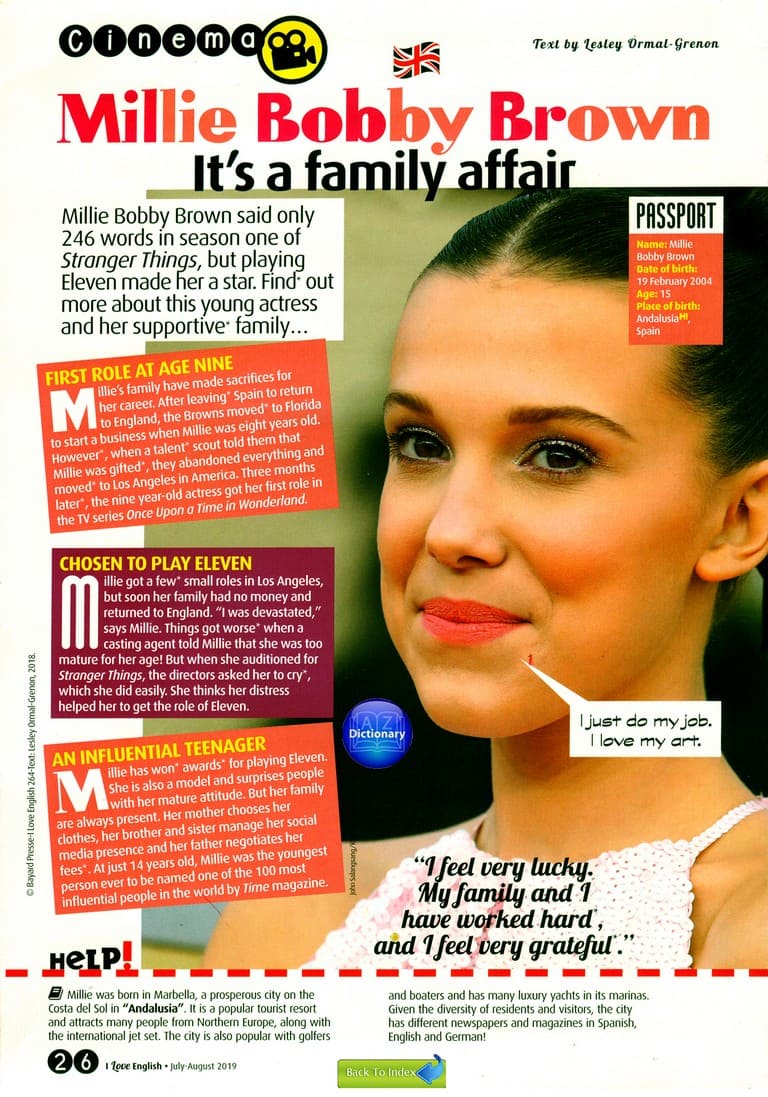 Cinema
Text by Lesley Ormal-Grenon
Millie Bobby Brown
It's a family affair
Millie Bobby Brown said only
246 words in season one of
Stranger Things, but playing
Eleven made her a star. Find* out
more about this young actress
and her supportive* family...
PASSPORT
Name: Millie
Bobby Brown
Date of birth:
19 February 2004
Age: 15
Place of birth:
Andalusia H!,
Spain
FIRST ROLE AT AGE NINE
Millie's family have made sacrifices for
her career. After leaving* Spain to return
to England, the Browns moved* to Florida
to start a business when Millie was eight years old.
However*, when a talent* scout told them that
Millie was gifted*, they abandoned everything and
moved* to Los Angeles in America. Three months
later*, the nine year-old actress got her first role in
the TV series Once Upon a Time in Wonderland.
CHOSEN TO PLAY ELEVEN
Millie got a few* small roles in Los Angeles,
but soon her family had no money and
returned to England. "I was devastated,"
says Millie. Things got worse* when a
casting agent told Millie that she was too
mature for her age! But when she auditioned for
Stranger Things, the directors asked her to cry*,
which she did easily. She thinks her distress
helped her to get the role of Eleven.
AN INFLUENTIAL TEENAGER
Millie has won* awards* for playing Eleven.
She is also a model and surprises people
with her mature attitude. But her family
are always present. Her mother chooses her
clothes, her brother and sister manage her social
media presence and her father negotiates her
fees*. At just 14 years old, Millie was the youngest
person ever to be named one of the 100 most
influential people in the world by Time magazine.
AZ
Dictionary
I just do my job.
I love my art.
"I feel very lucky.
My family and I
have worked hard*,
and I feel very grateful*."
© Bayard Presse-I Love English 264-Text: Lesley Ormal-Grenon, 2018.
HELP!
Millie was born in Marbella, a prosperous city on the
Costa del Sol in "Andalusia". It is a popular tourist resort
and attracts many people from Northern Europe, along with
the international jet set. The city is also popular with golfers
and boaters and has many luxury yachts in its marinas.
Given the diversity of residents and visitors, the city
has different newspapers and magazines in Spanish,
English and German!
26 I Love English • July-August 2019
Back To Index